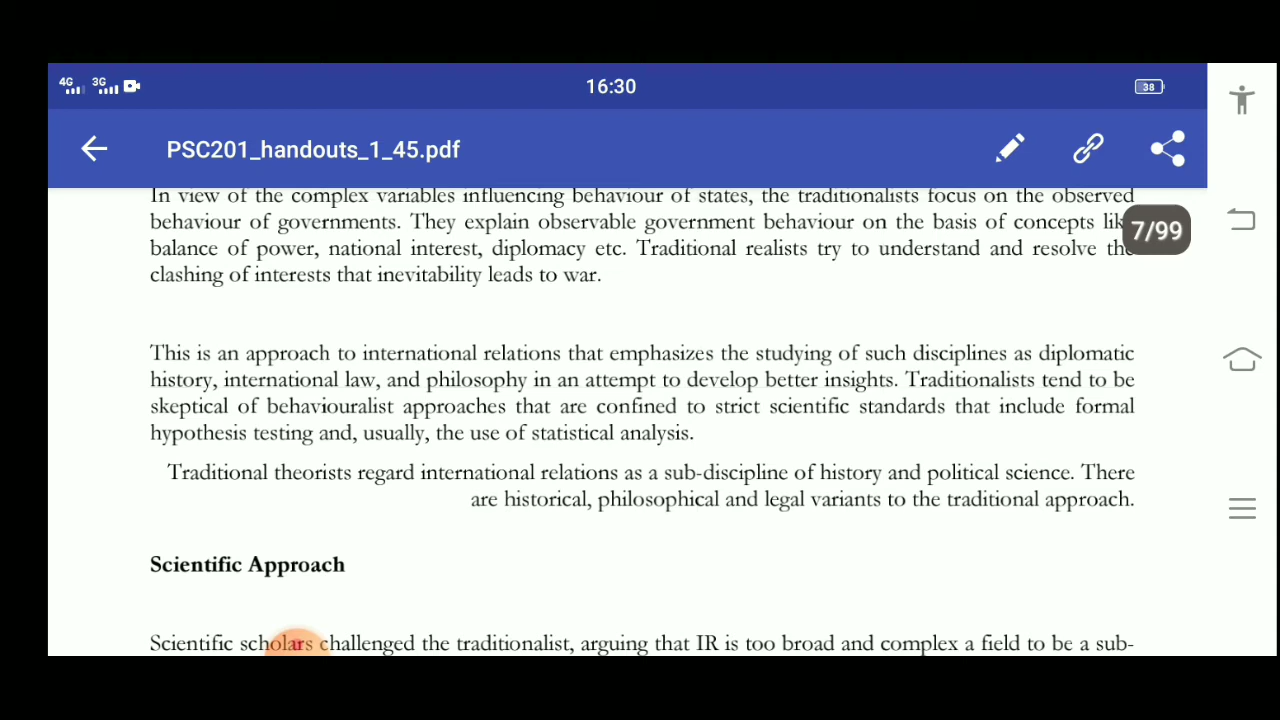 4G 3G 16:30 38
PSC201_handouts_1_45.pdf
In view of the complex variables influencing behaviour of states, the traditionalists focus on the observed
behaviour of governments. They explain observable government behaviour on the basis of concepts lik
7/99
balance of power, national interest, diplomacy etc. Traditional realists try to understand and resolve the
clashing of interests that inevitability leads to war.
This is an approach to international relations that emphasizes the studying of such disciplines as diplomatic
history, international law, and philosophy in an attempt to develop better insights. Traditionalists tend to be
skeptical of behaviouralist approaches that are confined to strict scientific standards that include formal
hypothesis testing and, usually, the use of statistical analysis.
Traditional theorists regard international relations as a sub-discipline of history and political science. There
are historical, philosophical and legal variants to the traditional approach.
Scientific Approach
Scientific scholars challenged the traditionalist, arguing that IR is too broad and complex a field to be a sub-